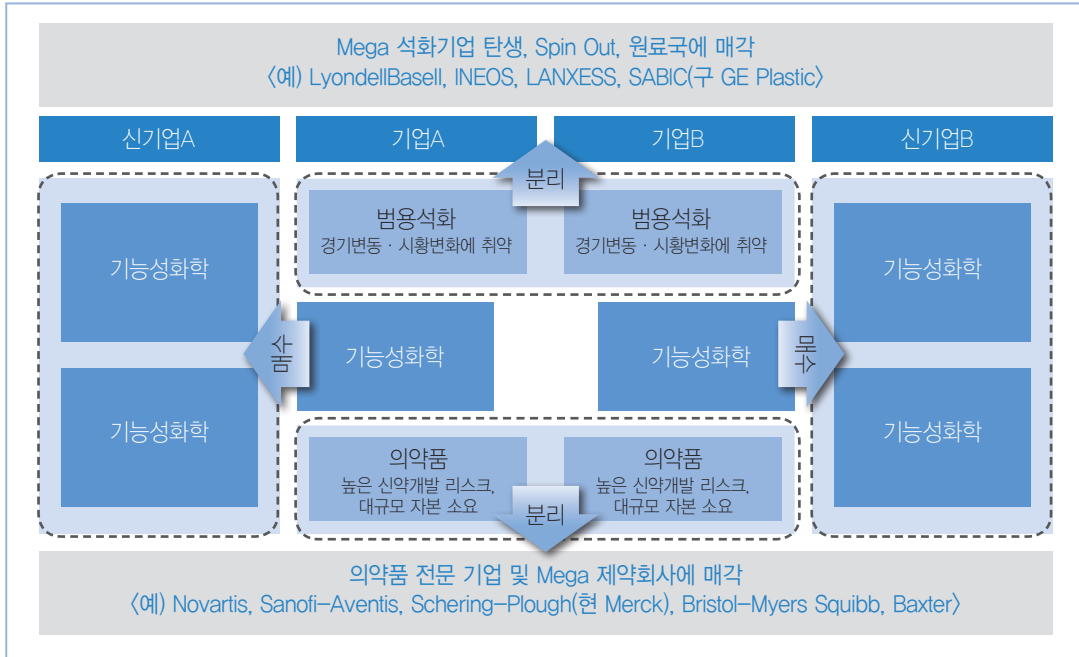 Mega 석화기업 탄생, Spin Out, 원료국에 매각
〈예) LyondellBasell, INEOS, LANXESS, SABIC(구 GE Plastic〉
신기업A
기업A
기업B
신기업B
분리
범용석화
경기변동 · 시황변화에 취약
범용석화
경기변동 · 시황변화에 취약
기능성화학
기능성화학
매수
기능성화학
기능성화학
매수
기능성화학
기능성화학
의약품
높은 신약개발 리스크,
대규모 자본 소요
의약품
높은 신약개발 리스크,
대규모 자본 소요
분리
의약품 전문 기업 및 Mega 제약회사에 매각
〈예) Novartis, Sanofi-Aventis, Schering-Plough(현 Merck), Bristol-Myers Squibb, Baxter〉